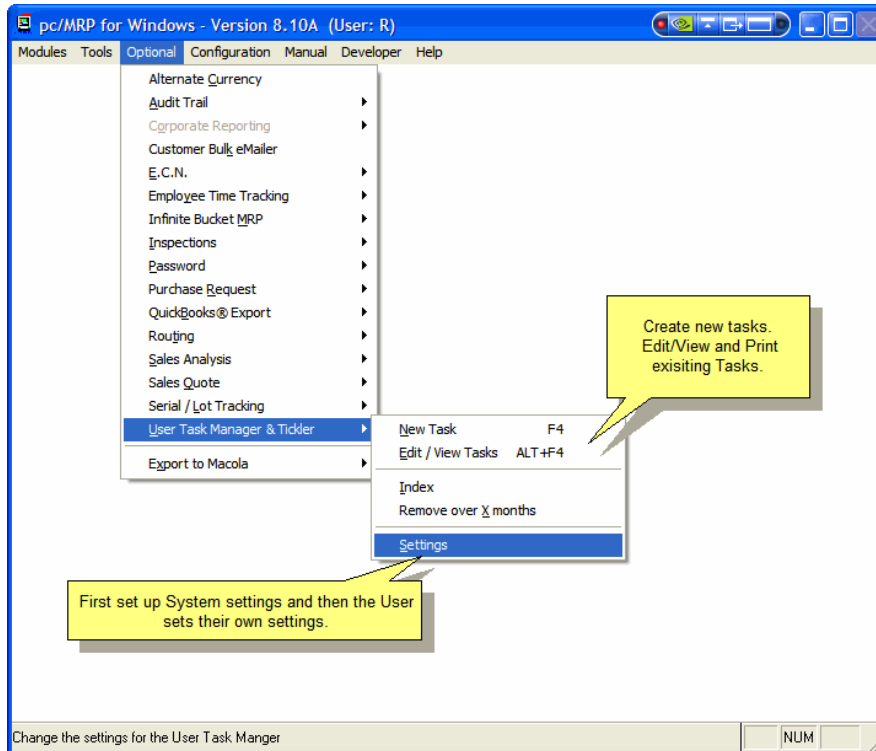 pc/MRP for Windows - Version 8.10A (User: R)
Modules Tools Optional Configuration Manual Developer Help
Alternate Currency
Audit Trail
Corporate Reporting
Customer Bulk eMailer
E.C.N.
Employee Time Tracking
Infinite Bucket MRP
Inspections
Password
Purchase Request
QuickBooks® Export
Routing
Sales Analysis
Sales Quote
Serial / Lot Tracking
User Task Manager & Tickler
Export to Macola
New Task F4
Edit / View Tasks ALT+F4
Index
Remove over X months
Settings
Create new tasks.
Edit/View and Print
exisiting Tasks.
First set up System settings and then the User
sets their own settings.
Change the settings for the User Task Manger
NUM